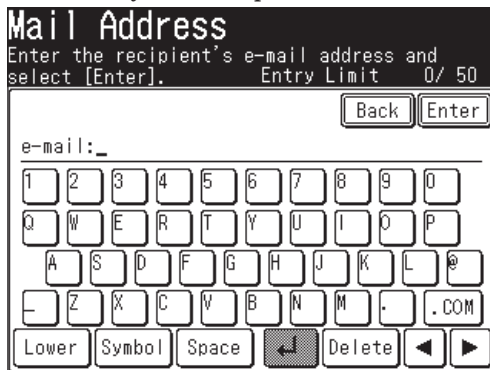 Mail Address
Enter the recipient's e-mail address and
select [Enter]. Entry Limit 0/ 50
Back Enter
e-mail:_
1 2 3 4 5 6 7 8 9 0
Q W E R T Y U I O P
A S D F G H J K L @
_ Z X C V B N M . .COM
Lower Symbol Space ↵ Delete ◀ ▶